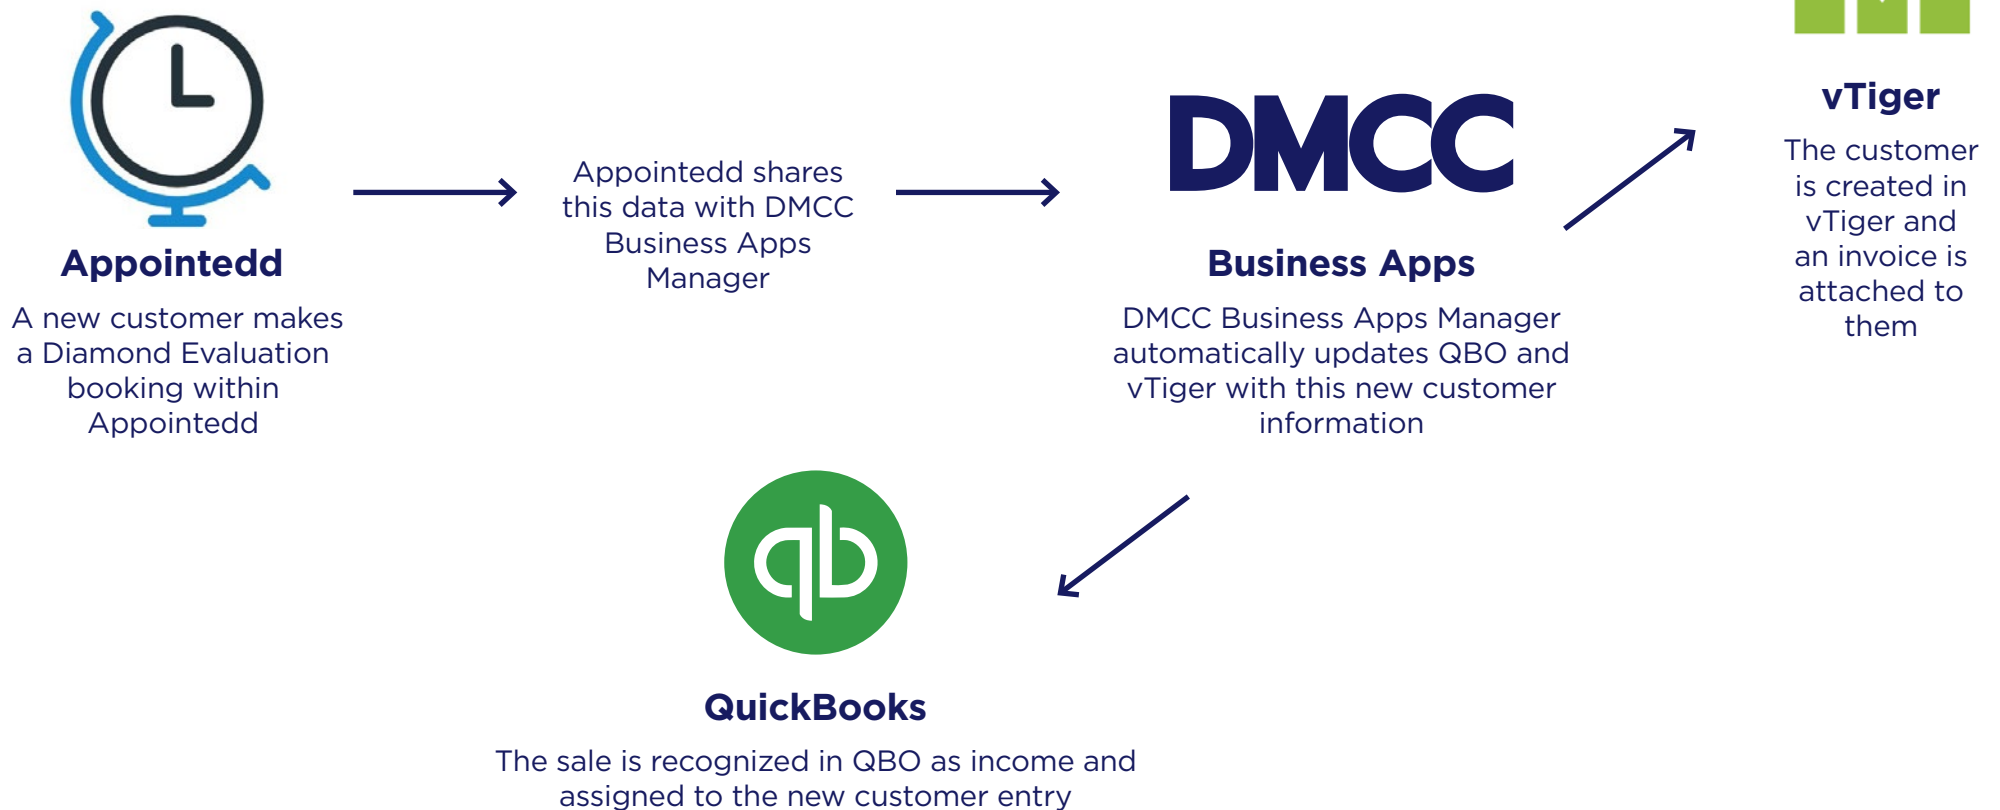 Appointedd
A new customer makes
a Diamond Evaluation
booking within
Appointedd
Appointedd shares
this data with DMCC
Business Apps
Manager
DMCC
Business Apps
DMCC Business Apps Manager
automatically updates QBO and
vTiger with this new customer
information
vTiger
The customer
is created in
vTiger and
an invoice is
attached to
them
qb
QuickBooks
The sale is recognized in QBO as income and
assigned to the new customer entry